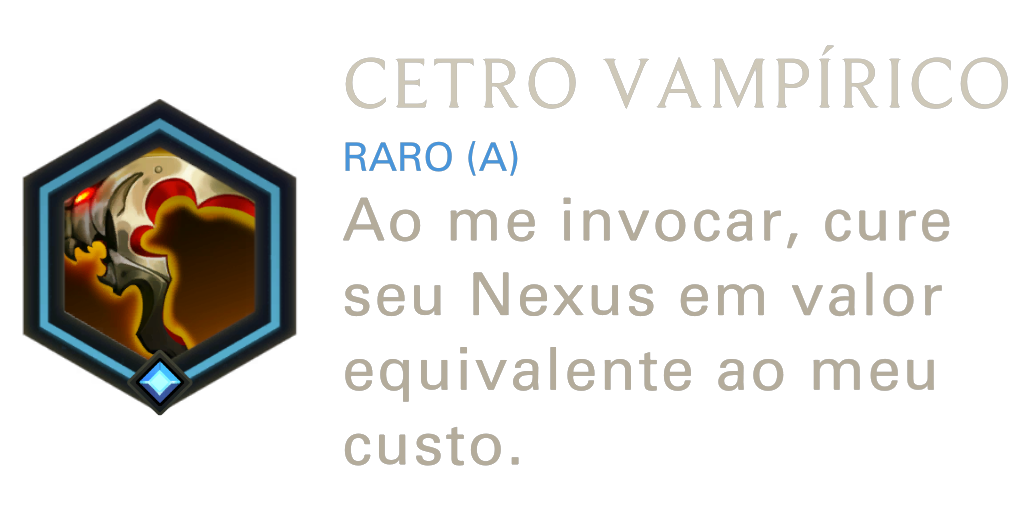 CETRO VAMPÍRICO
RARO (A)
Ao me invocar, cure
seu Nexus em valor
equivalente ao meu
custo.